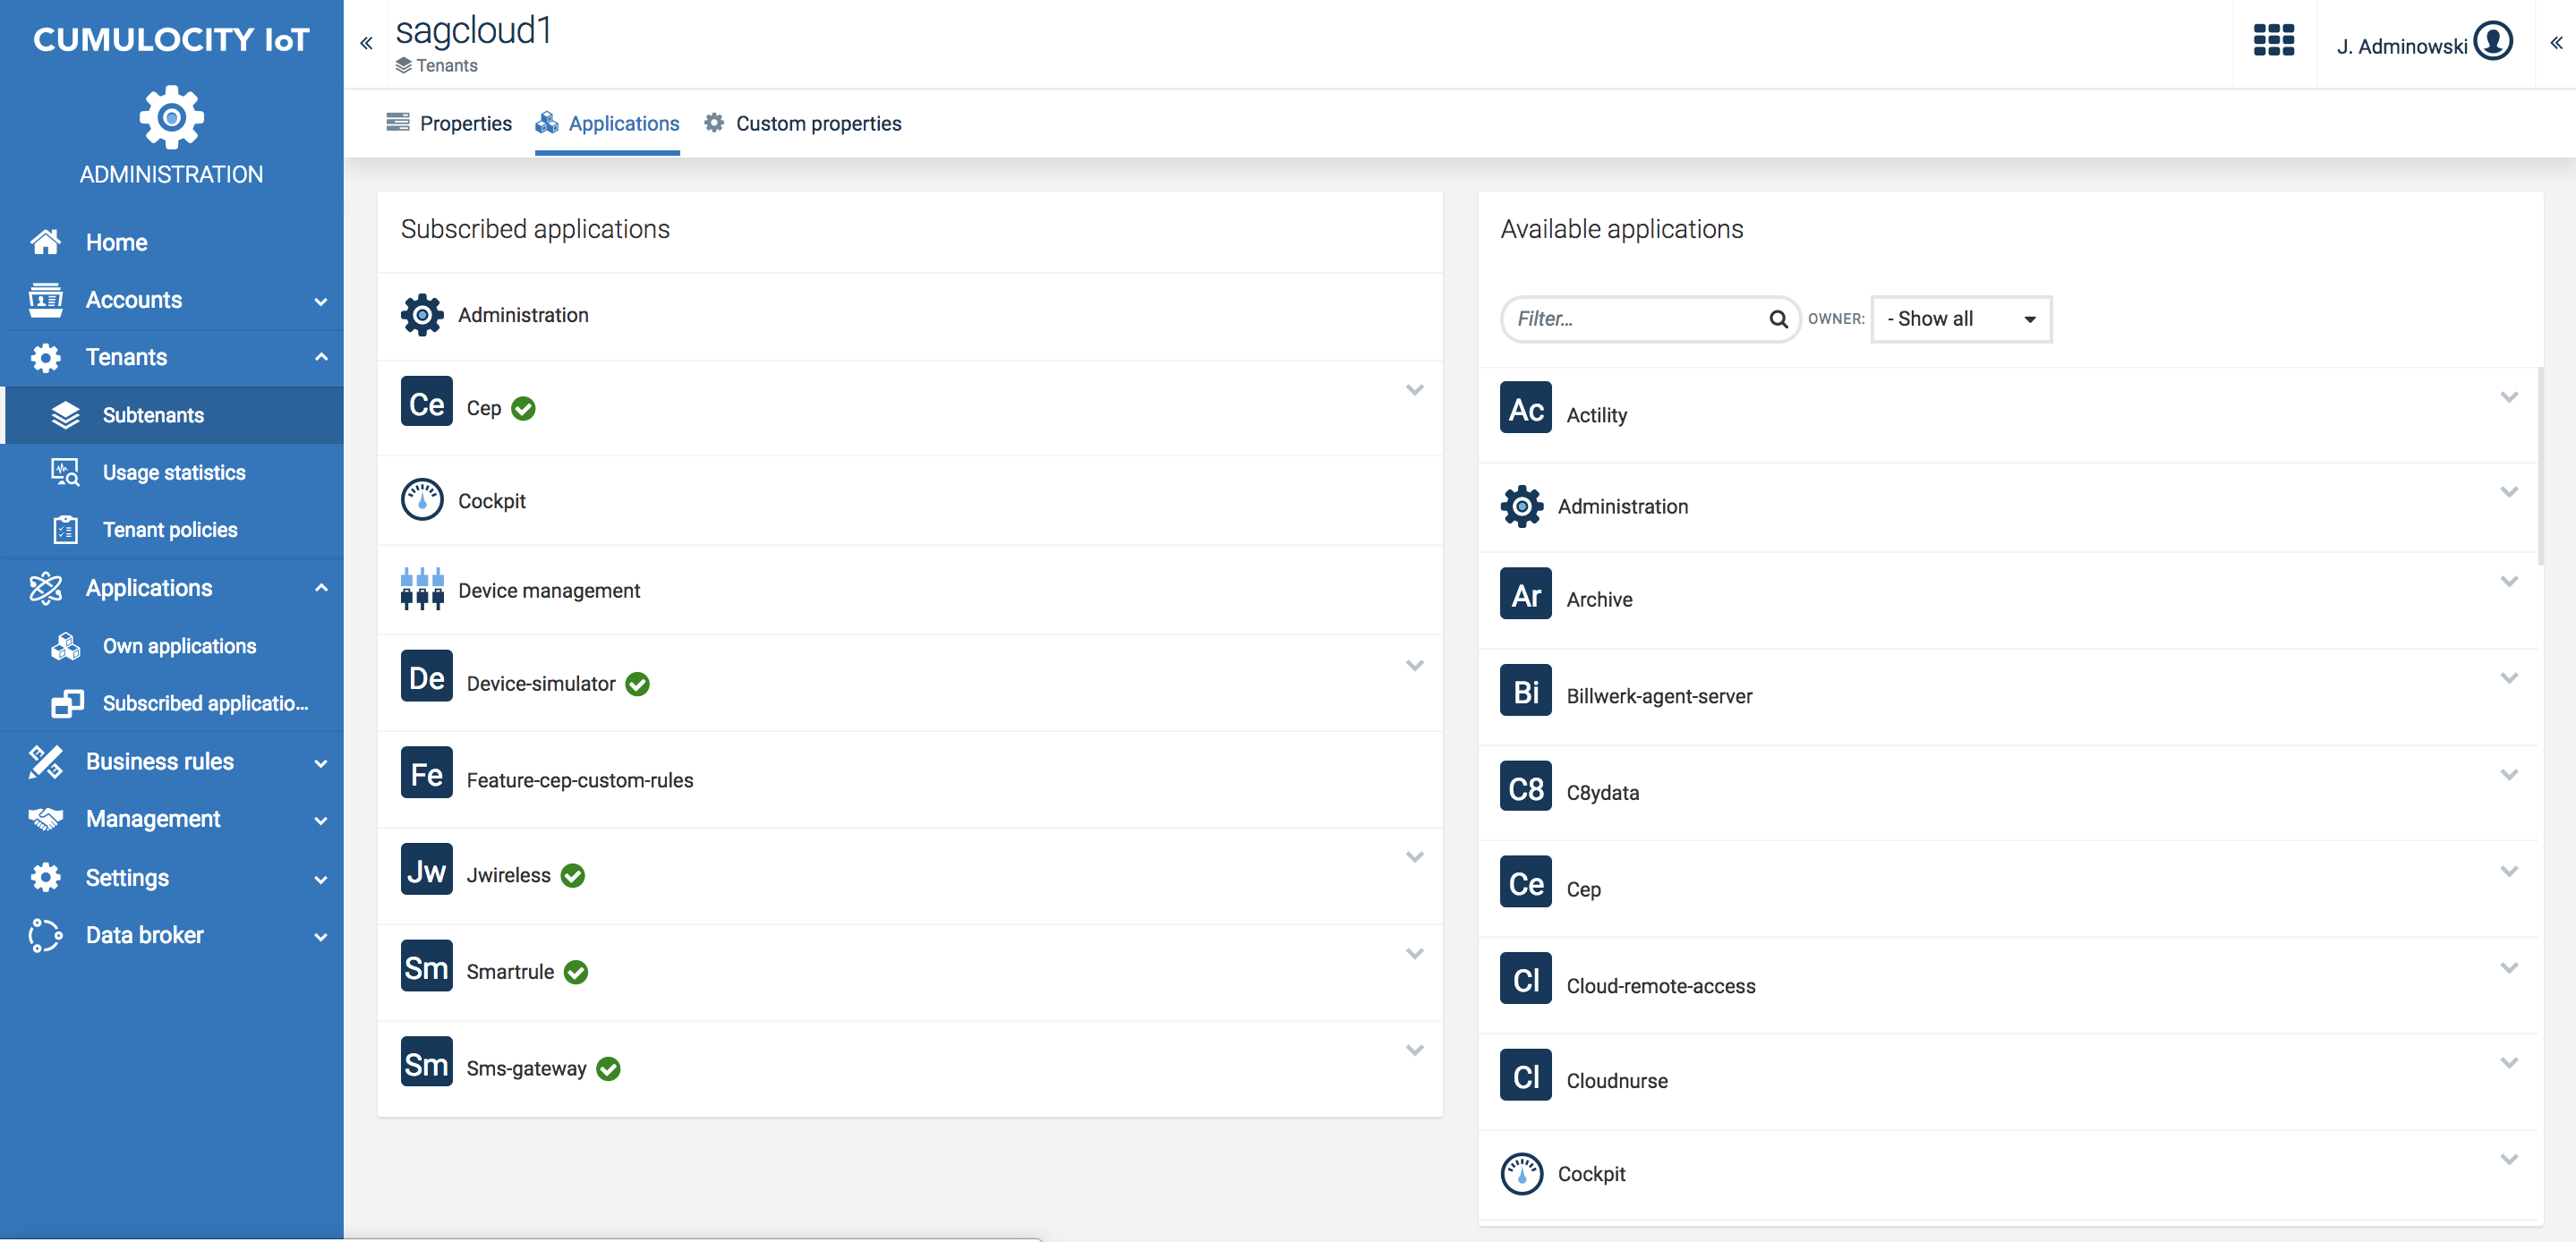 CUMULOCITY IoT
ADMINISTRATION
Home
Accounts
Tenants
Subtenants
Usage statistics
Tenant policies
Applications
Own applications
Subscribed applicatio...
Business rules
Management
Settings
Data broker
sagcloud1
Tenants
J. Adminowski
Properties
Applications
Custom properties
Subscribed applications
Administration
Ce Cep
Cockpit
Device management
De Device-simulator
Fe Feature-cep-custom-rules
Jw Jwireless
Sm Smartrule
Sm Sms-gateway
Available applications
Filter... OWNER: - Show all
Ac Actility
Administration
Ar Archive
Bi Billwerk-agent-server
C8 C8ydata
Ce Cep
Cl Cloud-remote-access
Cl Cloudnurse
Cockpit